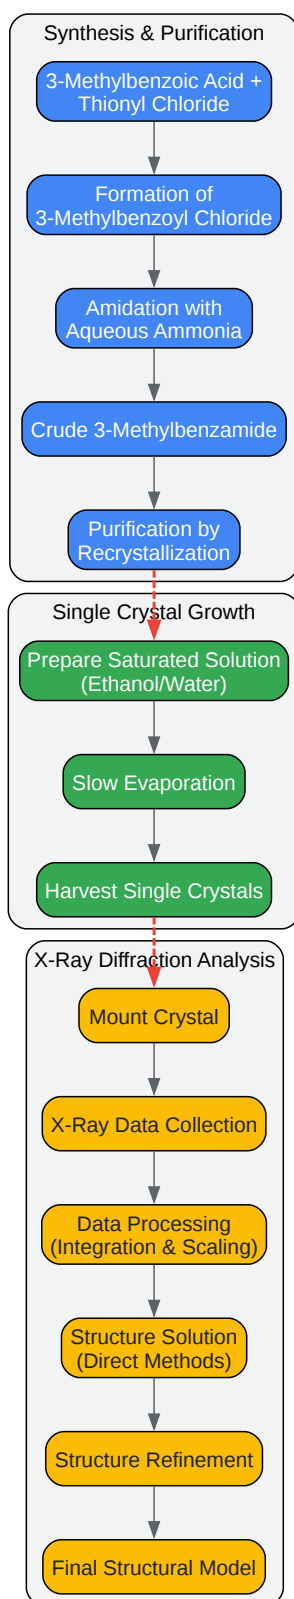 Synthesis & Purification
3-Methylbenzoic Acid +
Thionyl Chloride
Formation of
3-Methylbenzoyl Chloride
Amidation with
Aqueous Ammonia
Crude 3-Methylbenzamide
Purification by
Recrystallization
Single Crystal Growth
Prepare Saturated Solution
(Ethanol/Water)
Slow Evaporation
Harvest Single Crystals
X-Ray Diffraction Analysis
Mount Crystal
X-Ray Data Collection
Data Processing
(Integration & Scaling)
Structure Solution
(Direct Methods)
Structure Refinement
Final Structural Model